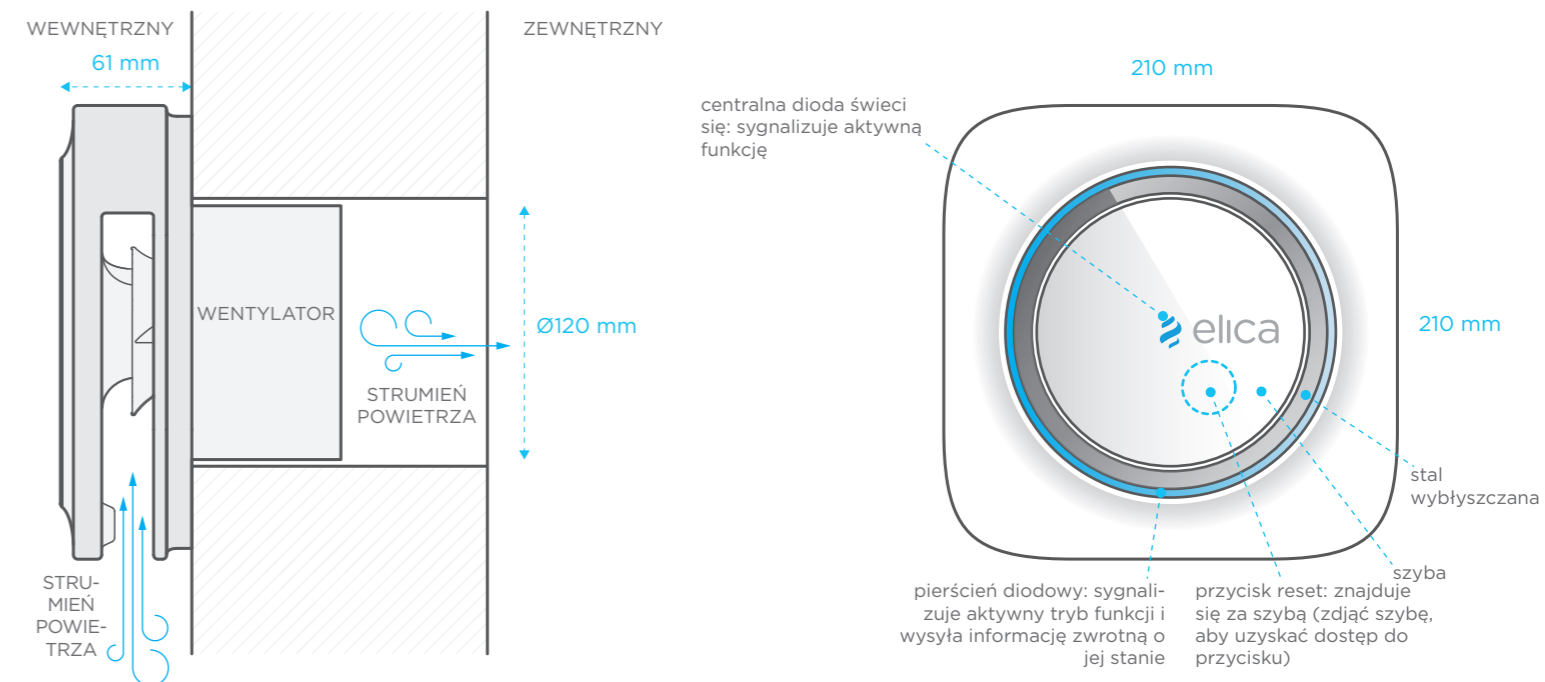 WEWNĘTRZNY
61 mm
ZEWNĘTRZNY
WENTYLATOR
Ø120 mm
STRUMIEŃ
POWIETRZA
STRU-
MIEŃ
POWIE-
TRZA
210 mm
centralna dioda świeci
się: sygnalizuje aktywną
funkcję
elica
210 mm
stal
wybłyszczana
szyba
pierścień diodowy: sygnali-
zuje aktywny tryb funkcji i
wysyła informację zwrotną o
jej stanie
przycisk reset: znajduje
się za szybą (zdjąć szybę,
aby uzyskać dostęp do
przycisku)